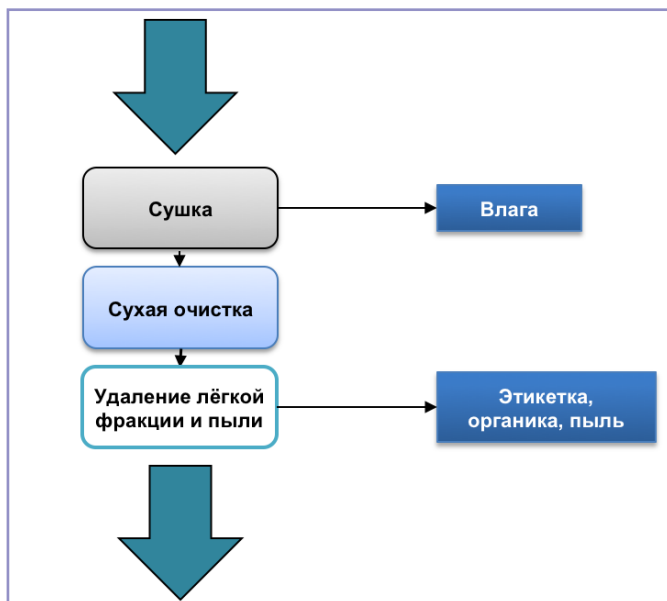 Сушка
Влага
Сухая очистка
Удаление лёгкой
фракции и пыли
Этикетка,
органика, пыль